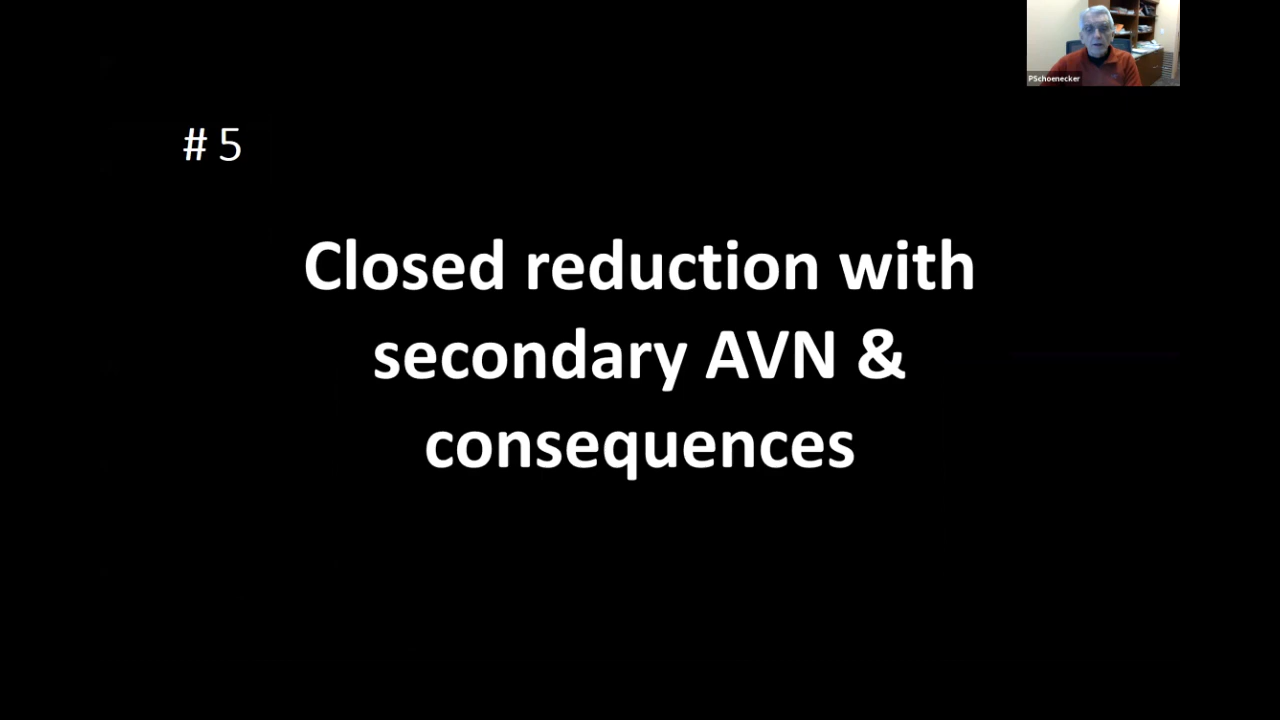 PSchoenecker
# 5
Closed reduction with
secondary AVN &
consequences